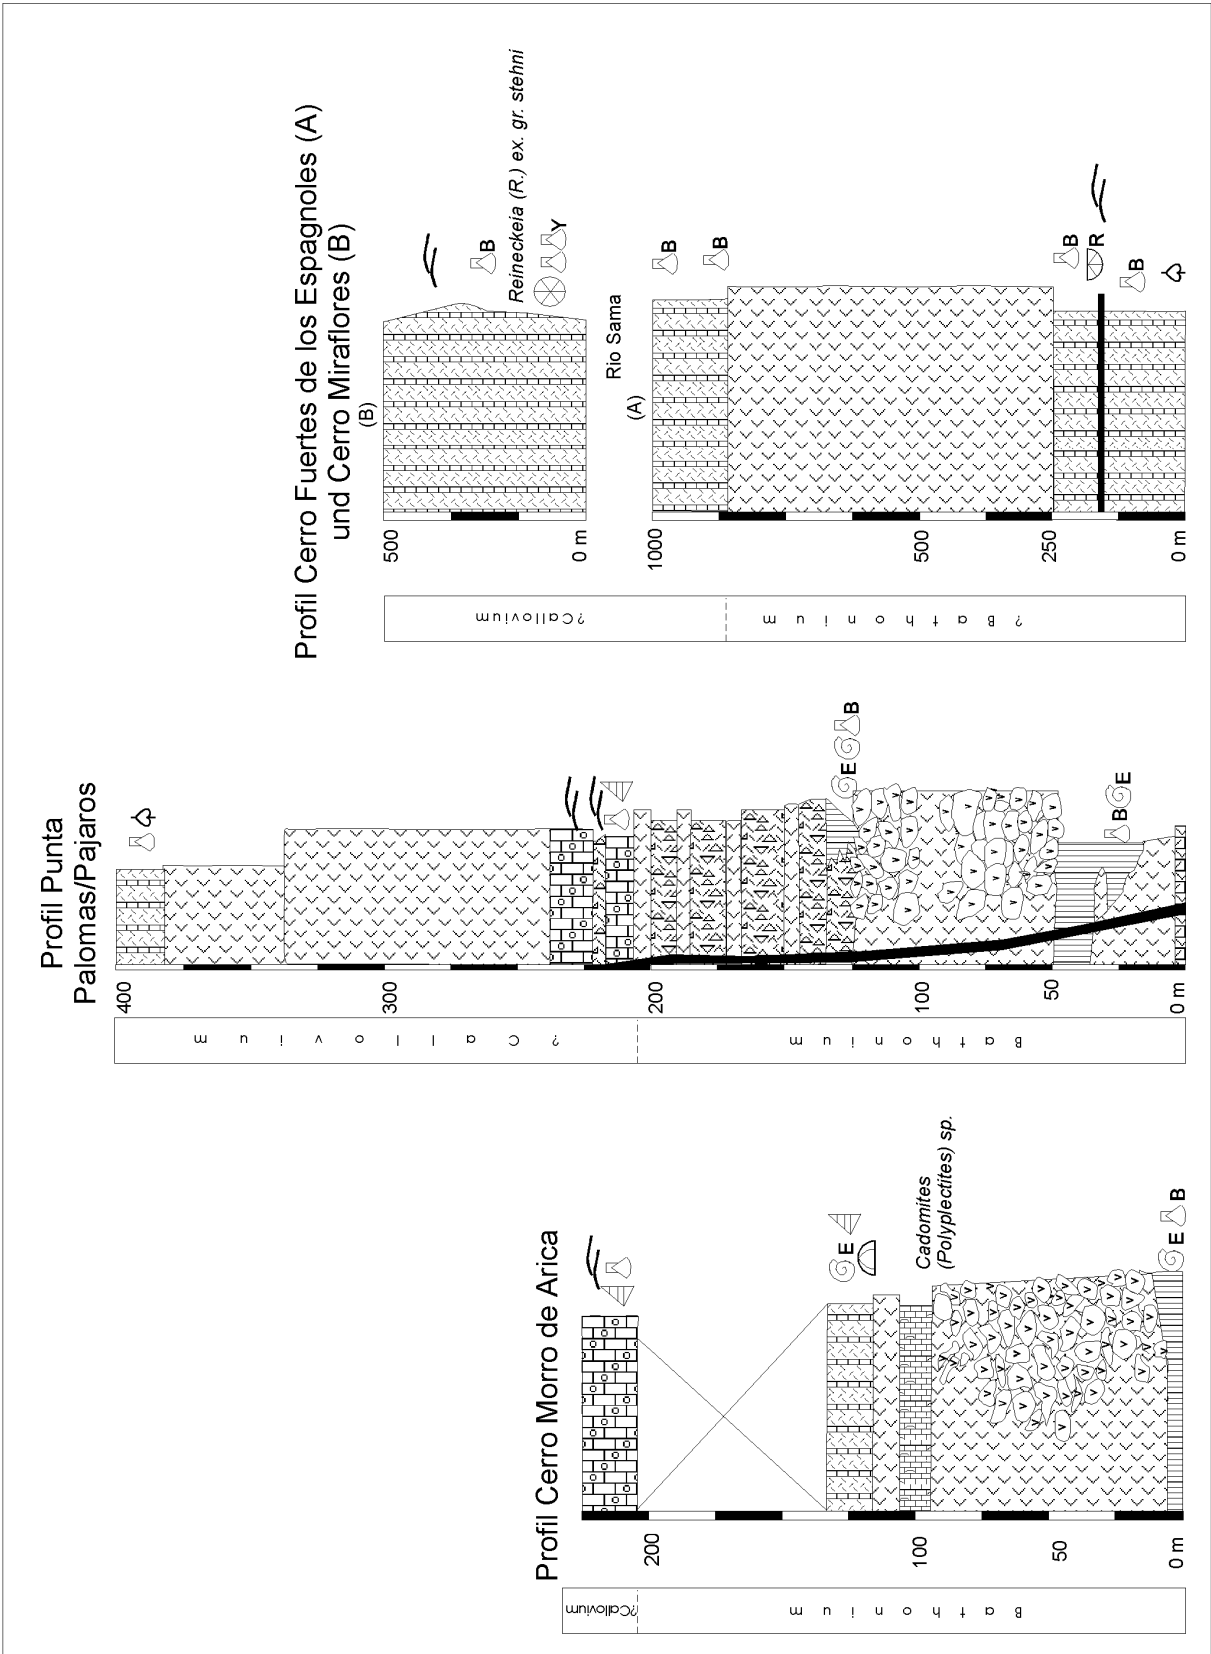 Profil Cerro Morro de Arica
?Callovium
B a t h o n i u m
200
100
50
0 m
E
Cadomites
(Polyplectites) sp.
E B
Profil Punta
Palomas/Pajaros
? C a l l o v i u m
B a t h o n i u m
400
300
200
100
50
0 m
E B
B E
Profil Cerro Fuertes de los Espagnoles (A)
und Cerro Miraflores (B)
(B)
?Callovium
? B a t h o n i u m
500
0 m
B
Reineckeia (R.) ex. gr. stehni
Y
Rio Sama
(A)
1000
500
250
0 m
B
B
B
R
B